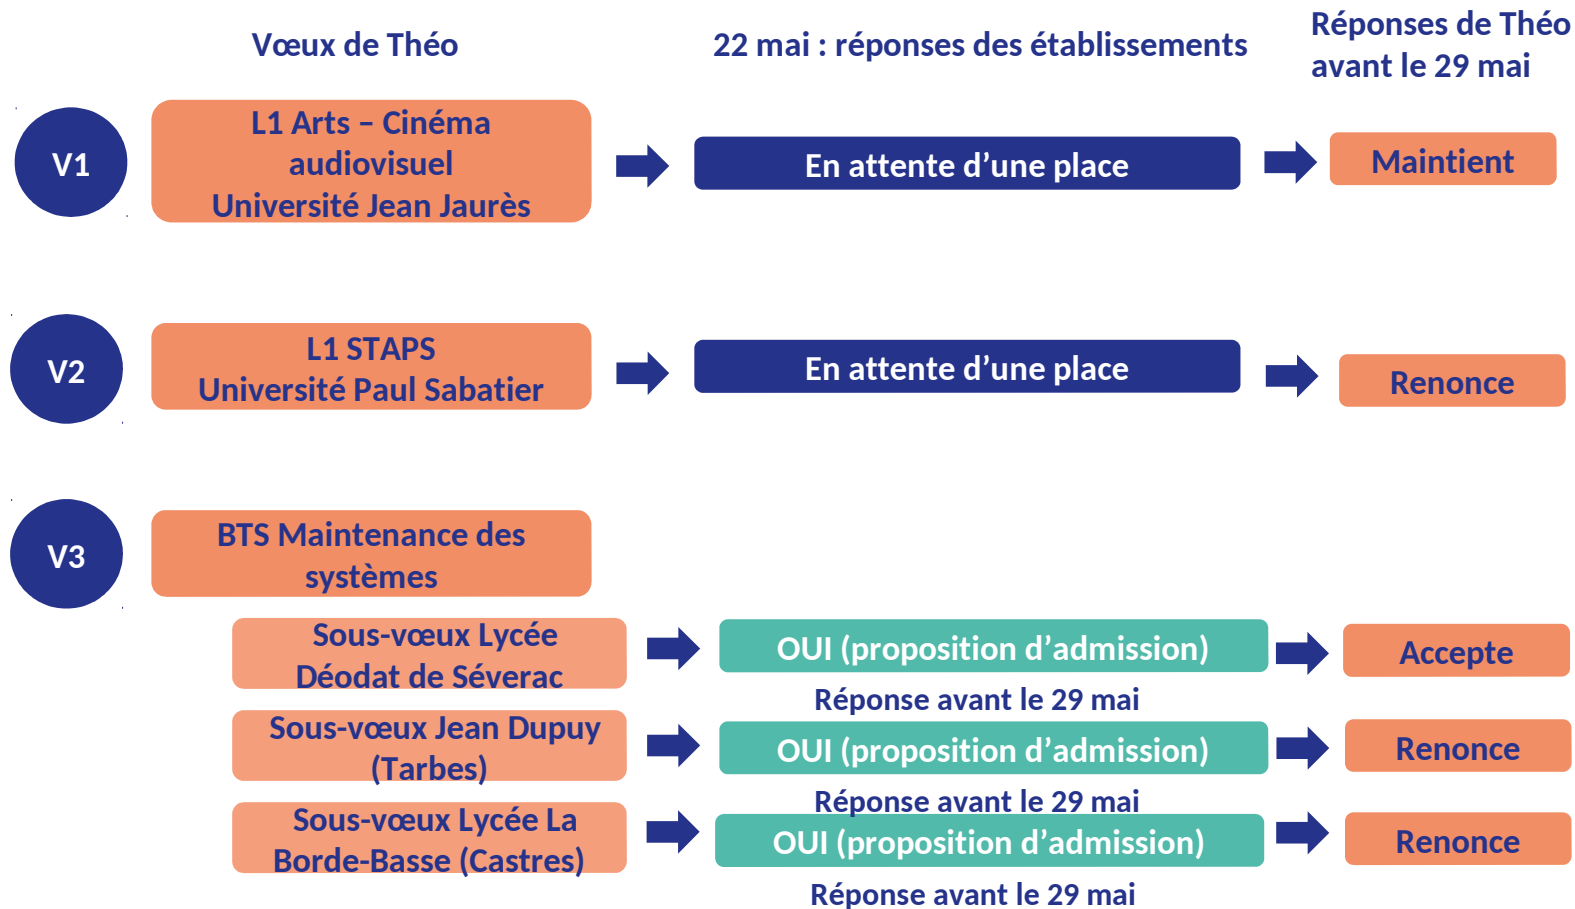 Vœux de Théo
22 mai : réponses des établissements
Réponses de Théo
avant le 29 mai
V1
L1 Arts – Cinéma
audiovisuel
Université Jean Jaurès
En attente d’une place
Maintient
V2
L1 STAPS
Université Paul Sabatier
En attente d’une place
Renonce
V3
BTS Maintenance des
systèmes
Sous-vœux Lycée
Déodat de Séverac
OUI (proposition d’admission)
Accepte
Réponse avant le 29 mai
Sous-vœux Jean Dupuy
(Tarbes)
OUI (proposition d’admission)
Renonce
Réponse avant le 29 mai
Sous-vœux Lycée La
Borde-Basse (Castres)
OUI (proposition d’admission)
Renonce
Réponse avant le 29 mai